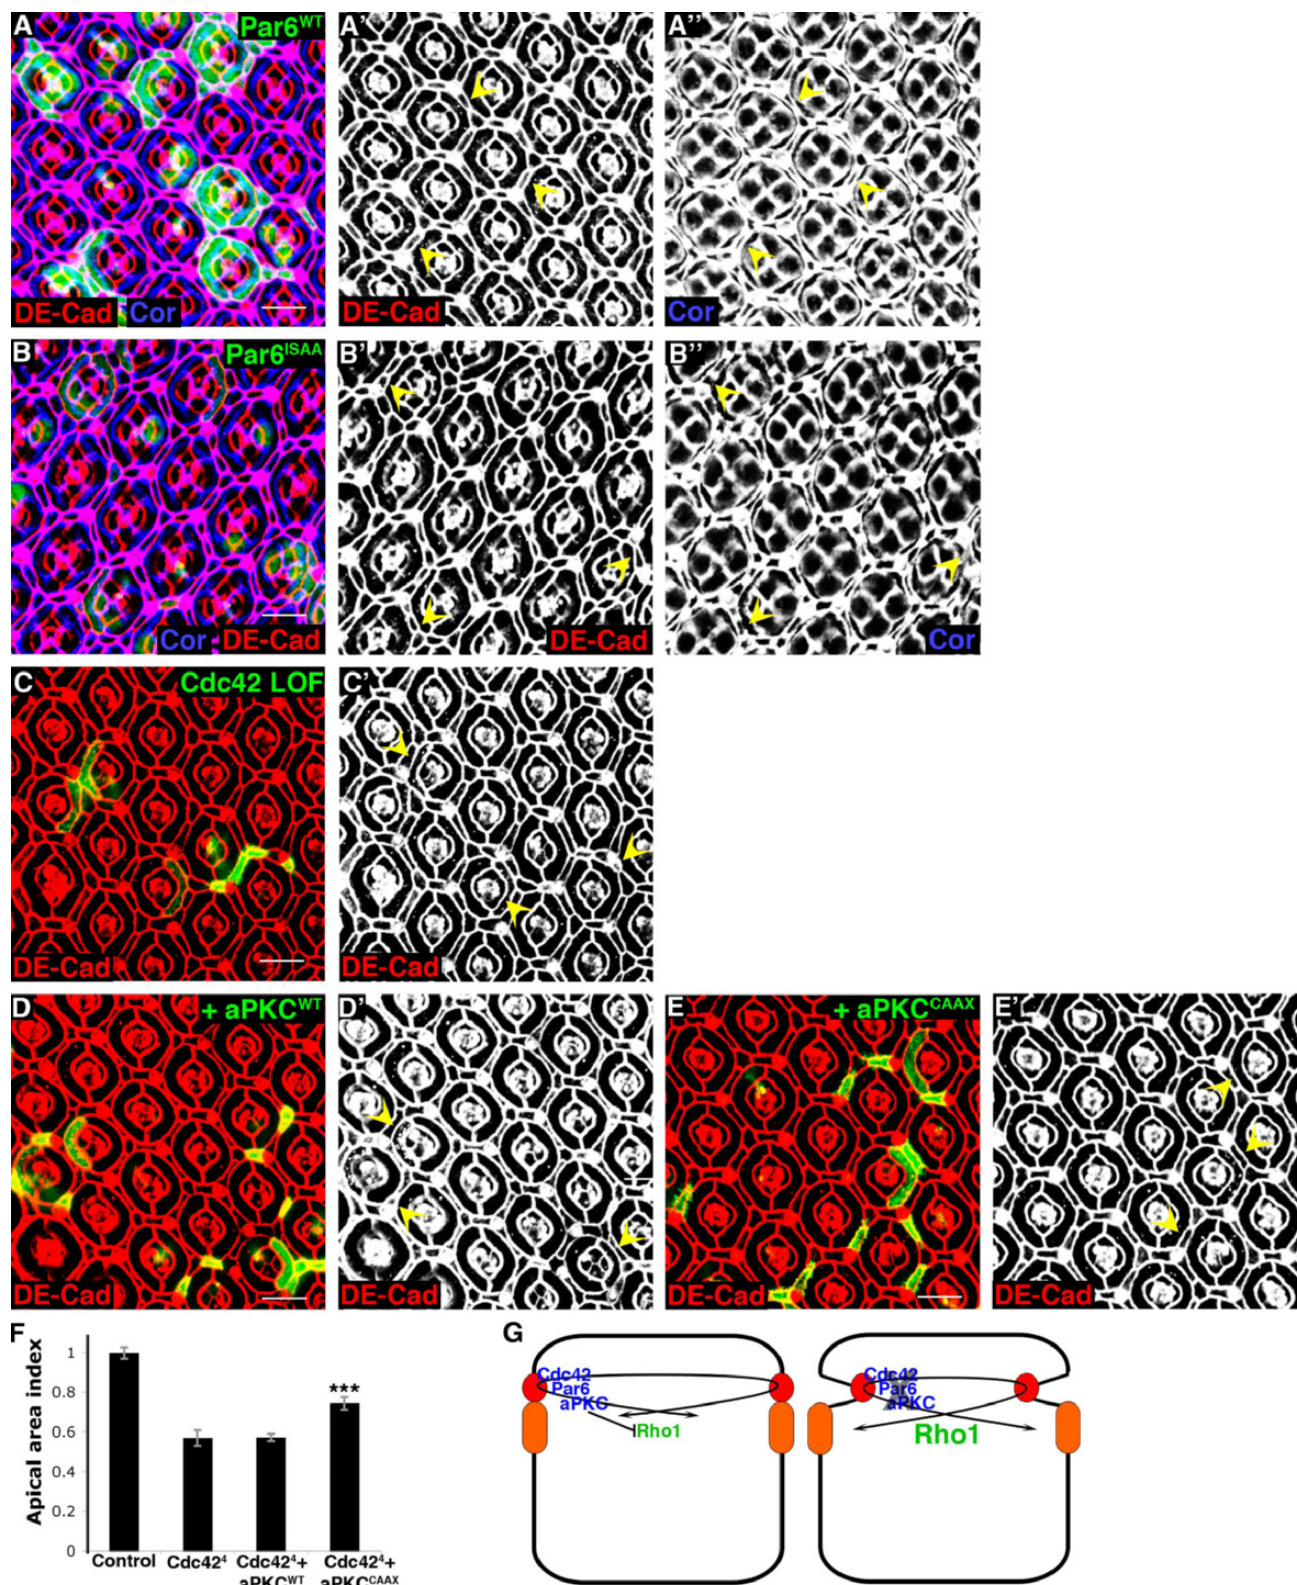 A
Par6WT
DE-Cad Cor
A'
DE-Cad
A''
Cor
B
Par6ISAA
Cor DE-Cad
B'
DE-Cad
B''
Cor
C
Cdc42 LOF
DE-Cad
C'
DE-Cad
D
+ aPKCWT
DE-Cad
D'
DE-Cad
E
+ aPKCCAAX
DE-Cad
E'
DE-Cad
F
Apical area index
1
0.8
0.6
0.4
0.2
0
***
Control
Cdc424
Cdc424+
aPKCWT
Cdc424+
aPKCCAAX
G
Cdc42
Par6
aPKC
Rho1
Cdc42
Par6
aPKC
Rho1